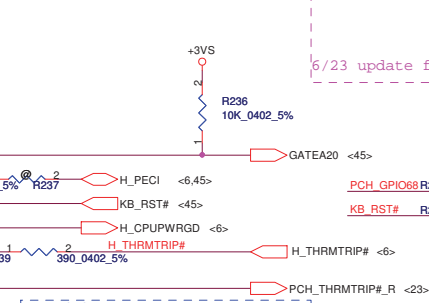 +3VS
6/23 update f
2
R236
10K_0402_5%
1
GATEA20 <45>
5%
@
R237
2
H_PECI <6,45>
PCH_GPIO68 R
KB_RST# <45>
KB_RST# R
H_CPUPWRGD <6>
H_THRMTRIP#
39
1
2
390_0402_5%
H_THRMTRIP# <6>
PCH_THRMTRIP#_R <23>